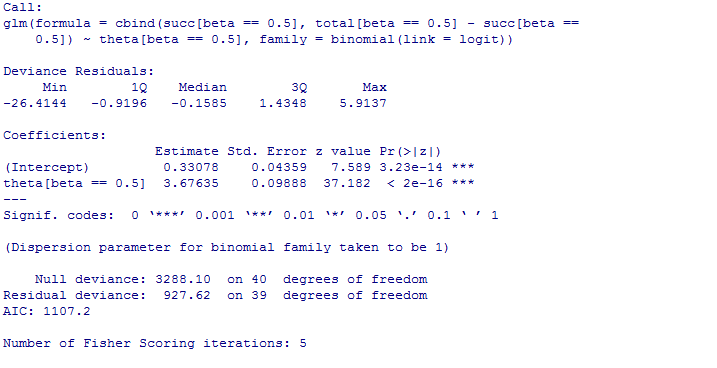 Call:
glm(formula = cbind(succ[beta == 0.5], total[beta == 0.5] - succ[beta ==
    0.5]) ~ theta[beta == 0.5], family = binomial(link = logit))
Deviance Residuals:
     Min        1Q    Median        3Q       Max
-26.4144   -0.9196   -0.1585    1.4348    5.9137
Coefficients:
                   Estimate Std. Error z value Pr(>|z|)
(Intercept)         0.33078    0.04359   7.589 3.23e-14 ***
theta[beta == 0.5]  3.67635    0.09888  37.182  < 2e-16 ***
---
Signif. codes:  0 ‘***’ 0.001 ‘**’ 0.01 ‘*’ 0.05 ‘.’ 0.1 ‘ ’ 1
(Dispersion parameter for binomial family taken to be 1)
    Null deviance: 3288.10  on 40  degrees of freedom
Residual deviance:  927.62  on 39  degrees of freedom
AIC: 1107.2
Number of Fisher Scoring iterations: 5